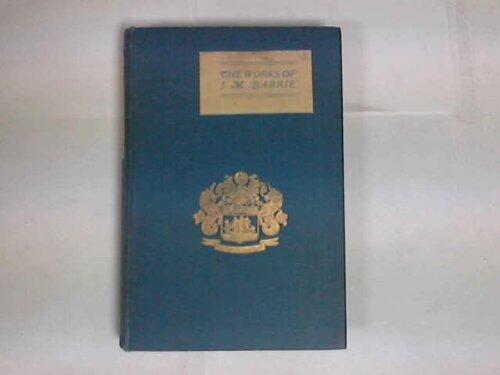 THE WORKS OF
J. M. BARRIE